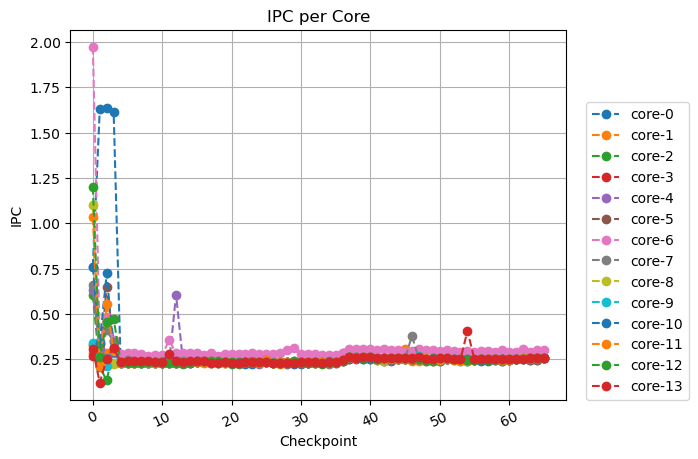 IPC per Core
IPC
2.00
1.75
1.50
1.25
1.00
0.75
0.50
0.25
0
10
20
30
40
50
60
Checkpoint
core-0
core-1
core-2
core-3
core-4
core-5
core-6
core-7
core-8
core-9
core-10
core-11
core-12
core-13